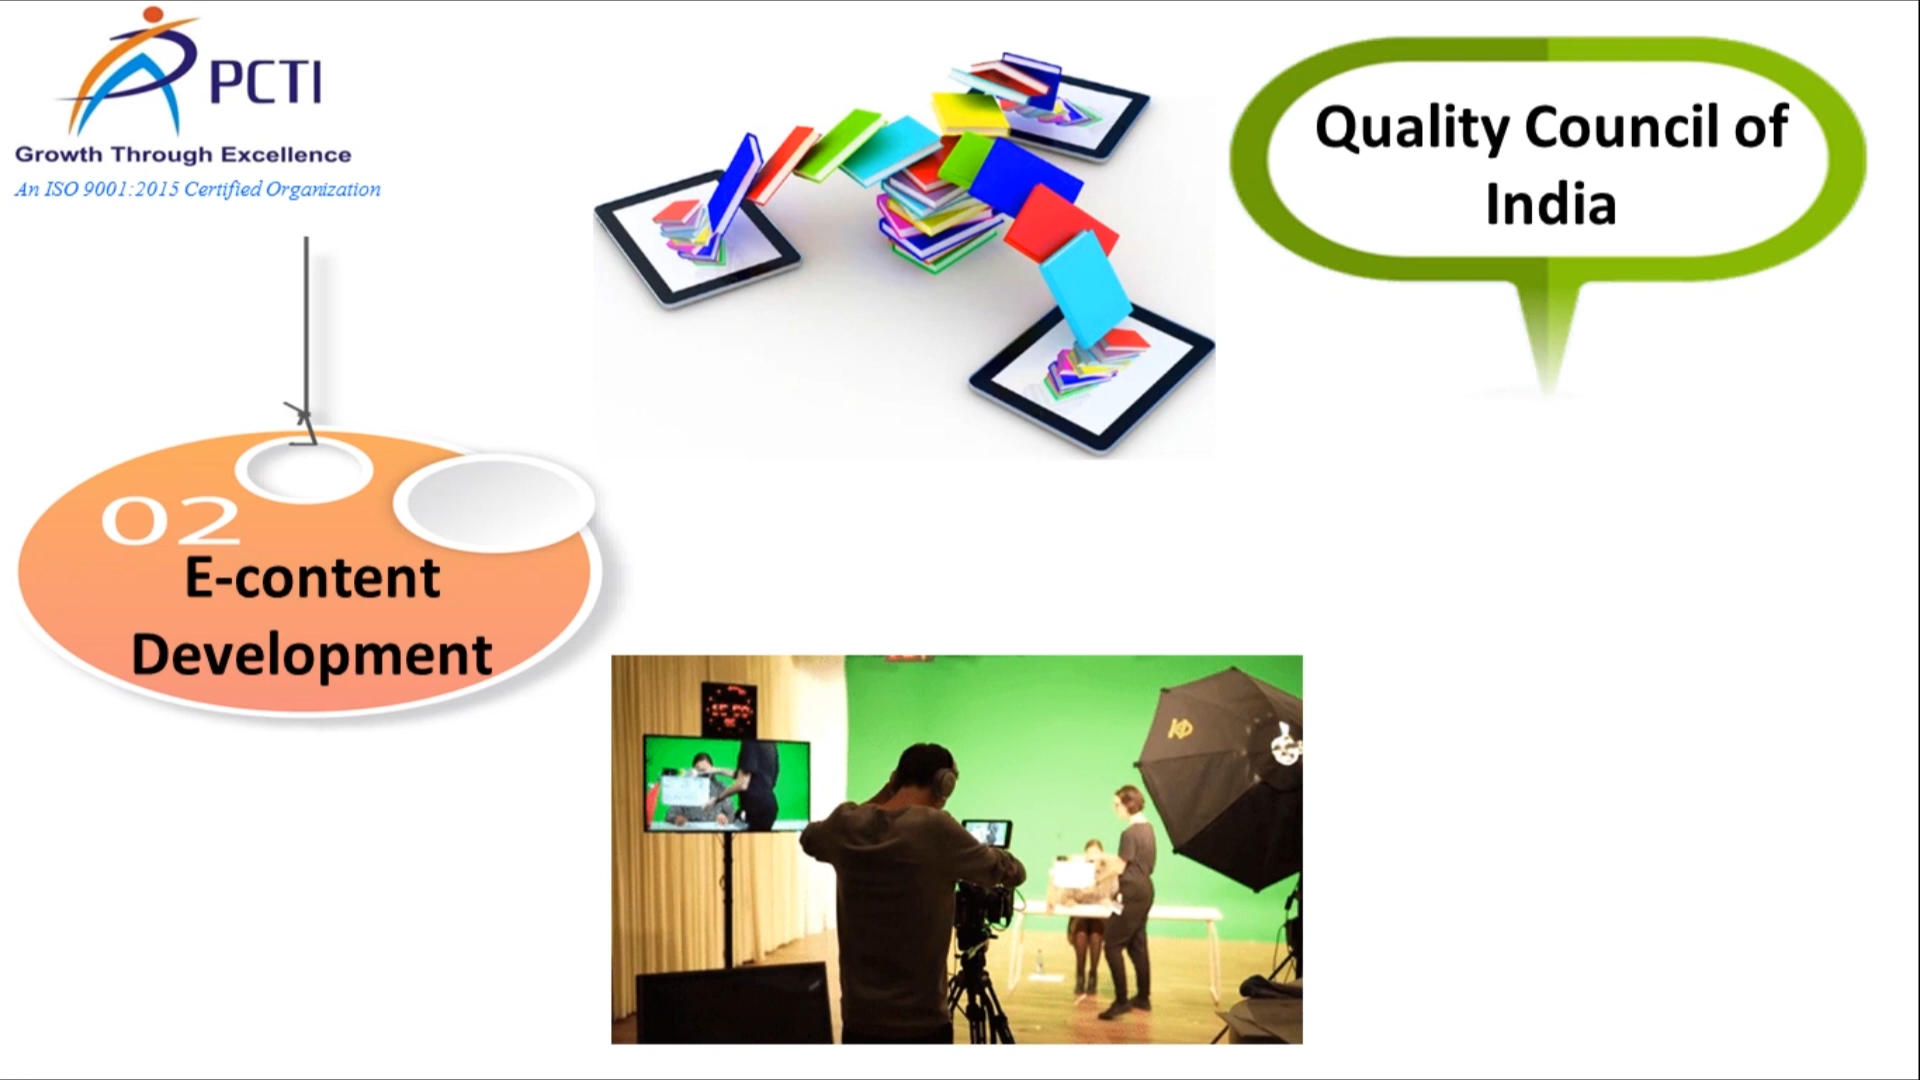 PCTI
Growth Through Excellence
An ISO 9001:2015 Certified Organization
Quality Council of
India
02
E-content
Development